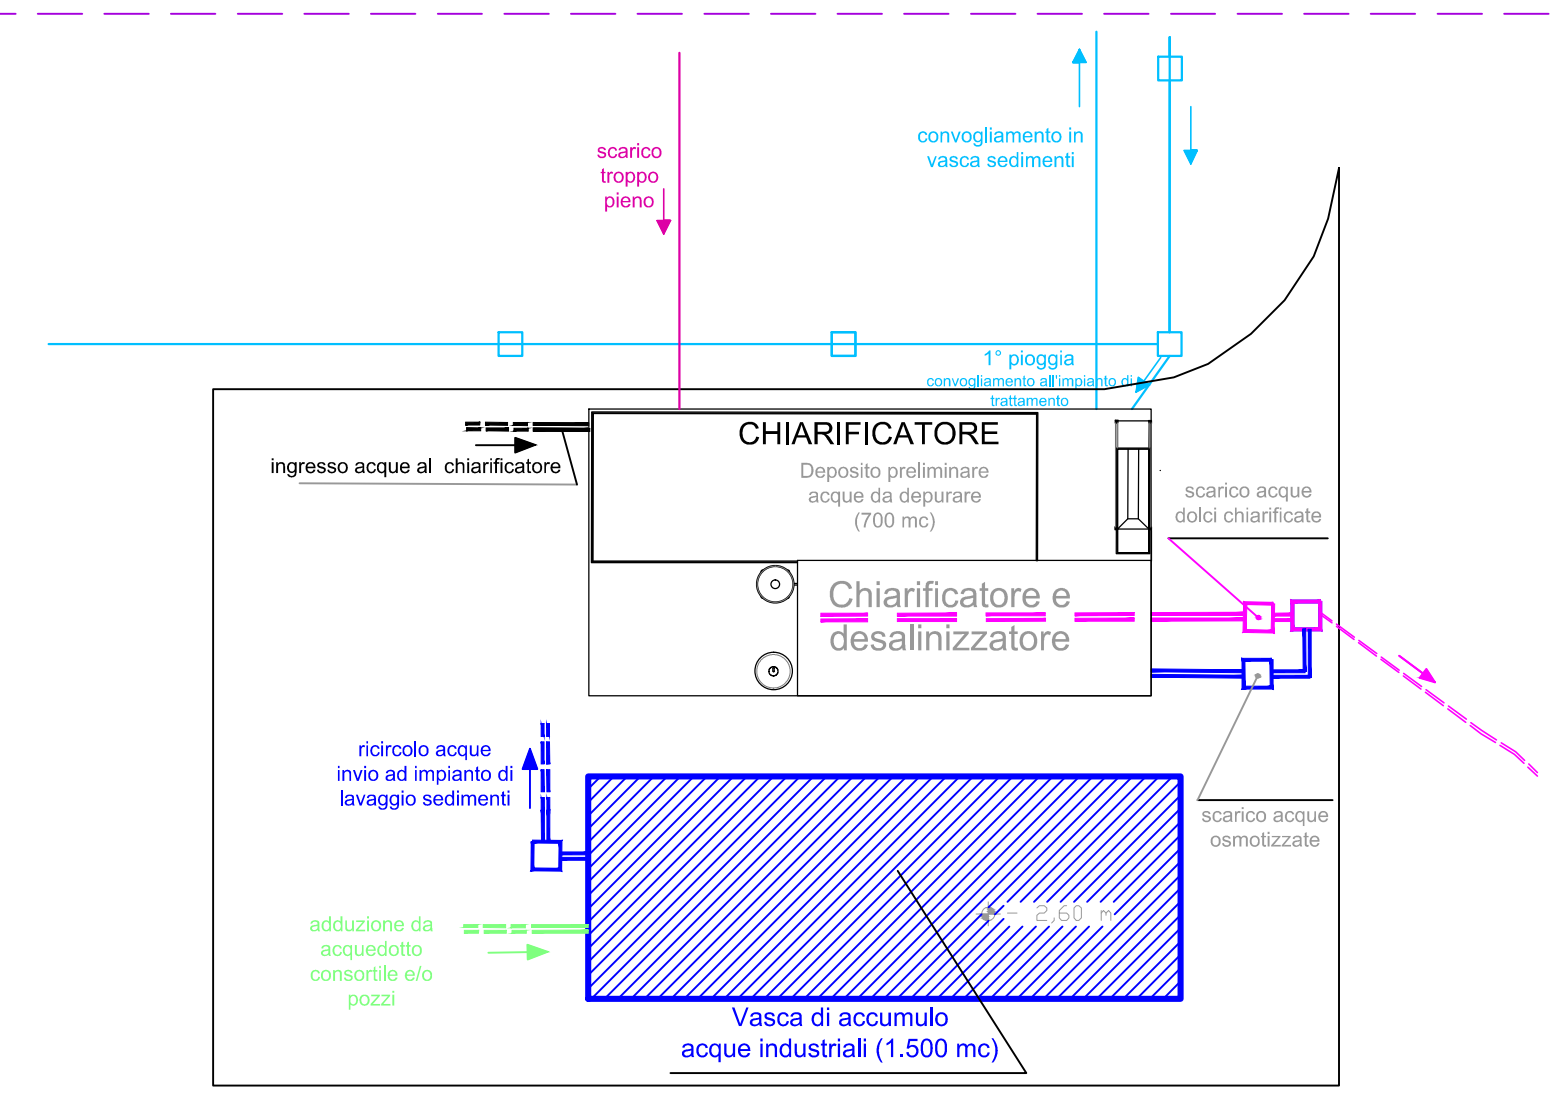 convogliamento in
vasca sedimenti
scarico
troppo
pieno
1° pioggia
convogliamento all'impianto di
trattamento
CHIARIFICATORE
ingresso acque al chiarificatore
Deposito preliminare
acque da depurare
(700 mc)
scarico acque
dolci chiarificate
Chiarificatore e
desalinizzatore
ricircolo acque
invio ad impianto di
lavaggio sedimenti
scarico acque
osmotizzate
adduzione da
acquedotto
consortile e/o
pozzi
- 2,60 m
Vasca di accumulo
acque industriali (1.500 mc)